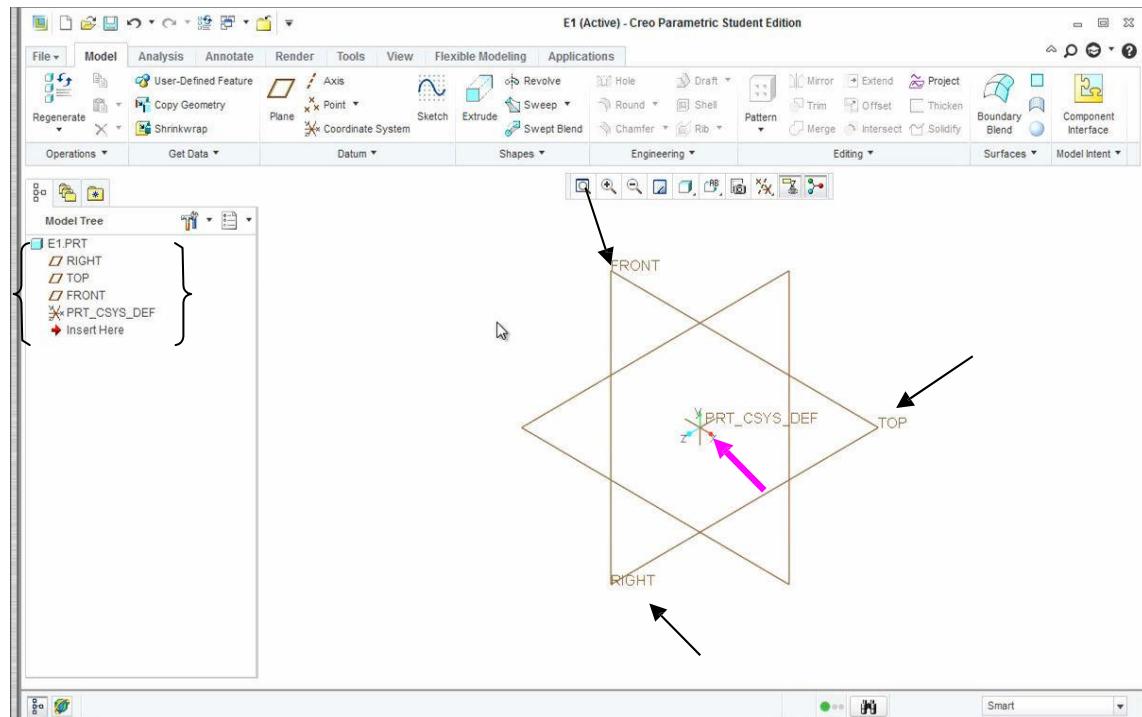 E1 (Active) - Creo Parametric Student Edition
File Model Analysis Annotate Render Tools View Flexible Modeling Applications
Regenerate
Operations
User-Defined Feature
Copy Geometry
Shrinkwrap
Get Data
Plane
Axis
Point
Coordinate System
Sketch
Datum
Extrude
Revolve
Sweep
Swept Blend
Shapes
Hole Draft
Round Shell
Chamfer Rib
Engineering
Pattern
Mirror Extend Project
Trim Offset Thicken
Merge Intersect Solidify
Editing
Boundary
Blend
Surfaces
Component
Interface
Model Intent
Model Tree
E1.PRT
RIGHT
TOP
FRONT
PRT_CSYS_DEF
Insert Here
FRONT
Y PRT_CSYS_DEF TOP
Z X
RIGHT
Smart